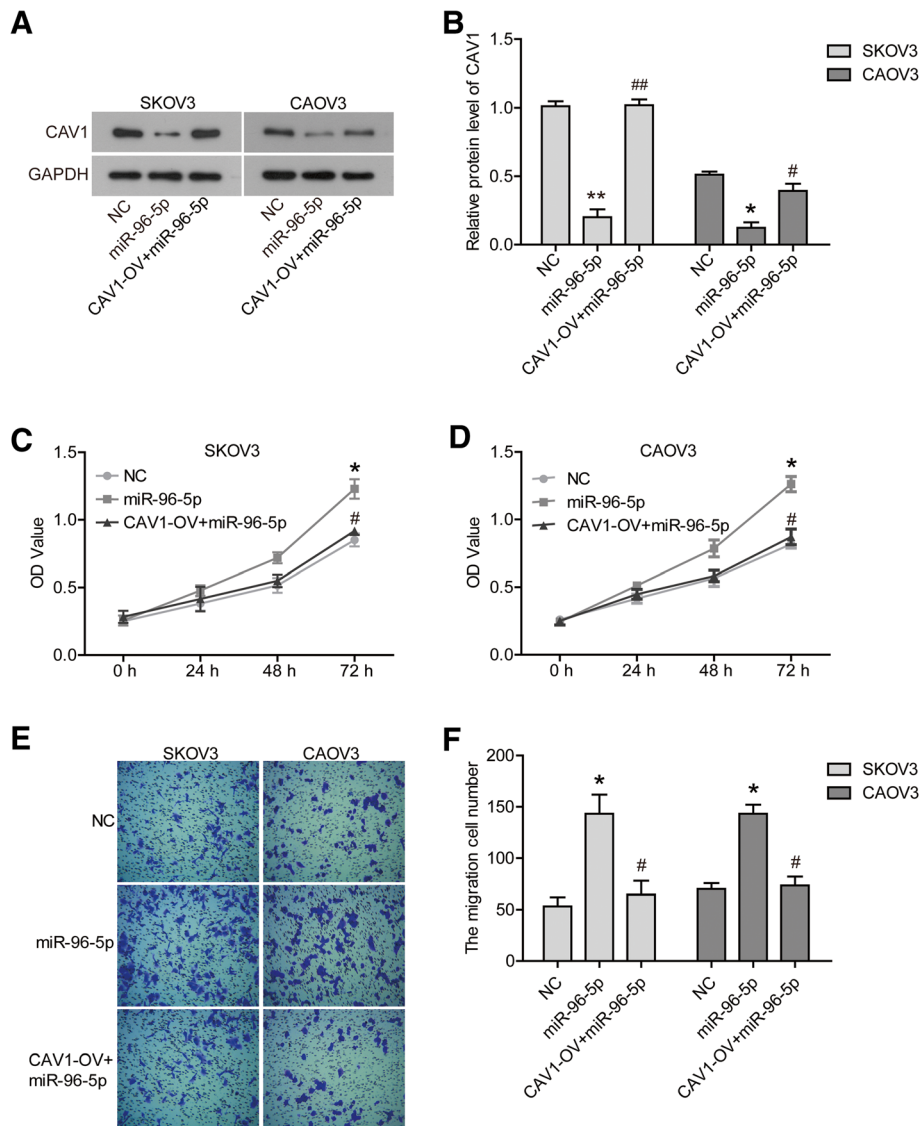 A
SKOV3 CAOV3
CAV1
GAPDH
NC
miR-96-5p
CAV1-OV+miR-96-5p
NC
miR-96-5p
CAV1-OV+miR-96-5p
B
Relative protein level of CAV1
1.5
1.0
0.5
0.0
**
##
*
#
NC
miR-96-5p
CAV1-OV+miR-96-5p
NC
miR-96-5p
CAV1-OV+miR-96-5p
SKOV3
CAOV3
C
SKOV3
OD Value
1.5
1.0
0.5
0.0
NC
miR-96-5p
CAV1-OV+miR-96-5p
*
#
0 h 24 h 48 h 72 h
D
CAOV3
OD Value
1.5
1.0
0.5
0.0
NC
miR-96-5p
CAV1-OV+miR-96-5p
*
#
0 h 24 h 48 h 72 h
E
SKOV3 CAOV3
NC
miR-96-5p
CAV1-OV+
miR-96-5p
F
The migration cell number
200
150
100
50
0
*
#
*
#
NC
miR-96-5p
CAV1-OV+miR-96-5p
NC
miR-96-5p
CAV1-OV+miR-96-5p
SKOV3
CAOV3